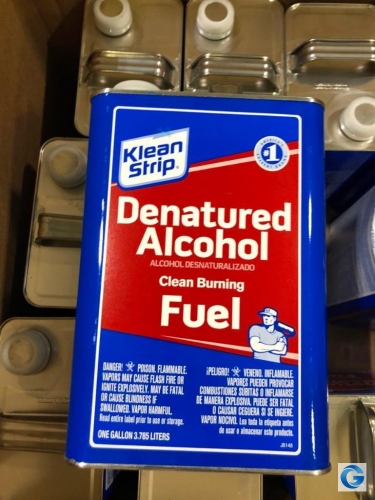 Klean
Strip®
AMERICA'S
#1
Denatured
Alcohol
ALCOHOL DESNATURALIZADO
Clean Burning
Fuel
DANGER! POISON. FLAMMABLE.
VAPORS MAY CAUSE FLASH FIRE OR
IGNITE EXPLOSIVELY. MAY BE FATAL
OR CAUSE BLINDNESS IF
SWALLOWED. VAPOR HARMFUL.
Read entire label prior to use or storage.
ONE GALLON 3.785 LITERS
¡PELIGRO! VENENO. INFLAMABLE.
VAPORES PUEDEN PROVOCAR
COMBUSTIONES SUBITAS O INFLAMARSE
DE MANERA EXPLOSIVA. PUEDE SER FATAL
O CAUSAR CEGUERA SI SE INGIERE.
VAPOR NOCIVO. Lea toda la etiqueta antes
de usar o almacenar este producto.
G